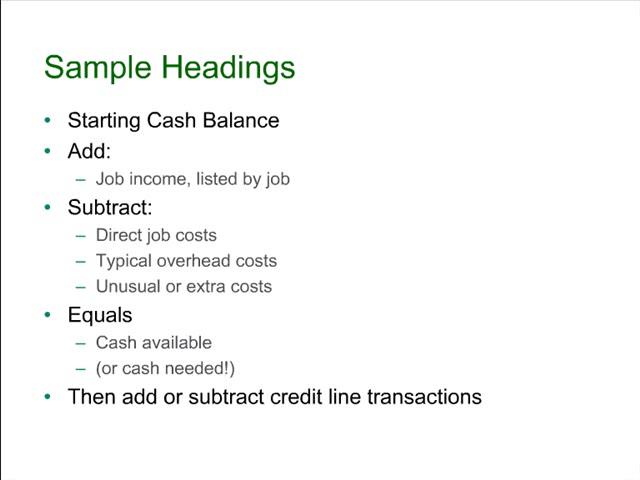 Sample Headings
• Starting Cash Balance
• Add:
– Job income, listed by job
• Subtract:
– Direct job costs
– Typical overhead costs
– Unusual or extra costs
• Equals
– Cash available
– (or cash needed!)
• Then add or subtract credit line transactions